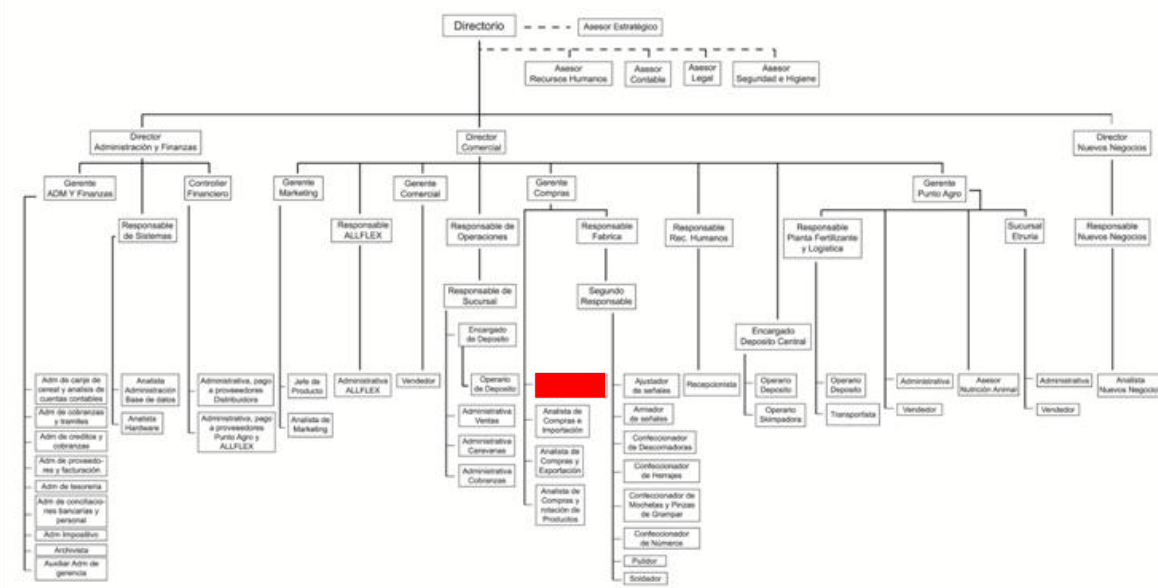 Directorio
Asesor Estratégico
Asesor
Recursos Humanos
Asesor
Contable
Asesor
Legal
Asesor
Seguridad e Higiene
Director
Administración y Finanzas
Director
Comercial
Director
Nuevos Negocios
Gerente
ADM Y Finanzas
Controller
Financiero
Gerente
Marketing
Gerente
Comercial
Gerente
Compras
Gerente
Punto Agro
Responsable
de Sistemas
Responsable
ALLFLEX
Responsable de
Operaciones
Responsable
Fabrica
Responsable
Rec. Humanos
Responsable
Planta Fertilizante
y Logística
Sucursal
Etruria
Responsable
Nuevos Negocios
Responsable de
Sucursal
Segundo
Responsable
Encargado
de Deposito
Encargado
Deposito Central
Adm de canje de
cereal y analisis de
cuentas contables
Adm de cobranzas
y tramites
Adm de creditos y
cobranzas
Adm de proveedo-
res y facturación
Adm de tesoreria
Adm de conciliacio-
nes bancarias y
personal
Adm Impositivo
Archivista
Auxiliar Adm de
gerencia
Analista
Administración
Base de datos
Analista
Hardware
Administrativa, pago
a proveedores
Distribuidora
Administrativa, pago
a proveedores
Punto Agro y
ALLFLEX
Jefe de
Producto
Analista de
Marketing
Administrativa
ALLFLEX
Vendedor
Operario
de Deposito
Administrativa
Ventas
Administrativa
Caravanas
Administrativa
Cobranzas
Analista de
Compras e
Importación
Analista de
Compras y
Exportación
Analista de
Compras y
rotación de
Productos
Ajustador
de señales
Armador
de señales
Confeccionador
de Descornadoras
Confeccionador
de Herrajes
Confeccionador de
Mochetas y Pinzas
de Grampar
Confeccionador
de Números
Pulidor
Soldador
Recepcionista
Operario
Deposito
Operario
Skimpadora
Operario
Deposito
Transportista
Administrativa
Vendedor
Asesor
Nutrición Animal
Administrativa
Vendedor
Analista
Nuevos Negocios